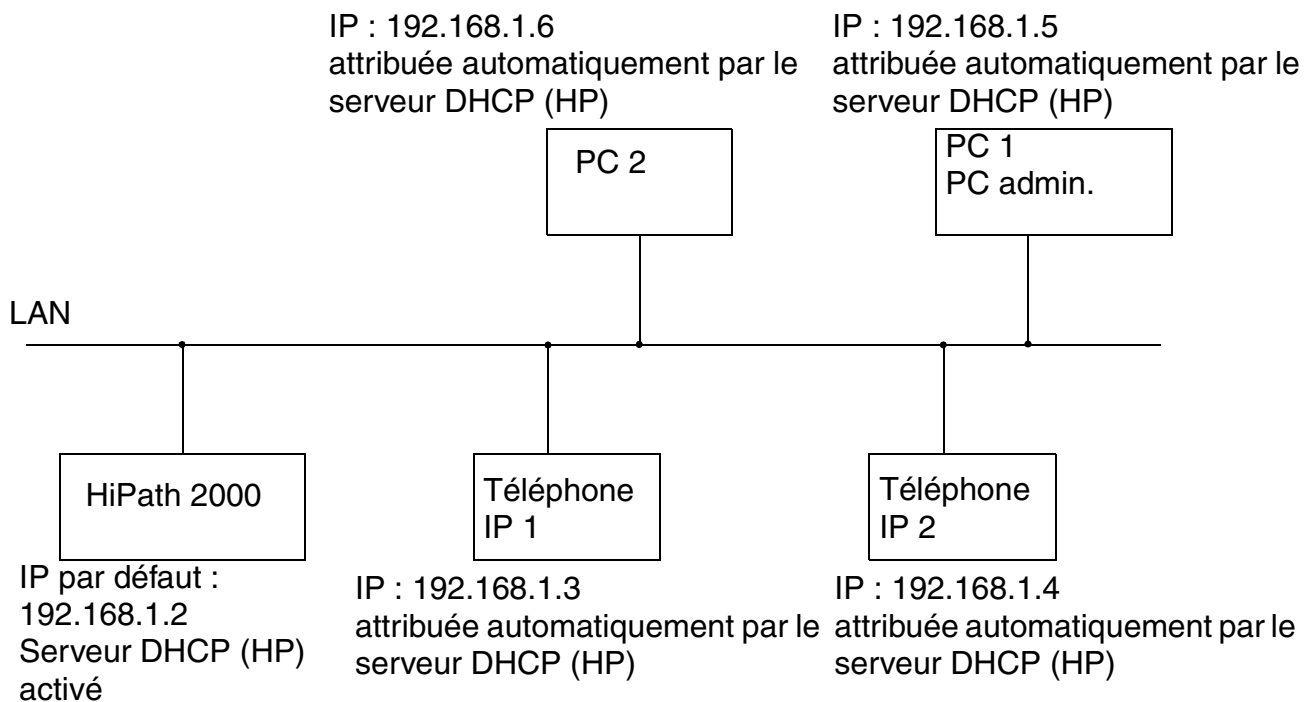 IP : 192.168.1.6
attribuée automatiquement par le
serveur DHCP (HP)
IP : 192.168.1.5
attribuée automatiquement par le
serveur DHCP (HP)
PC 2
PC 1
PC admin.
LAN
HiPath 2000
Téléphone
IP 1
Téléphone
IP 2
IP par défaut :
192.168.1.2
Serveur DHCP (HP)
activé
IP : 192.168.1.3
attribuée automatiquement par le
serveur DHCP (HP)
IP : 192.168.1.4
attribuée automatiquement par le
serveur DHCP (HP)